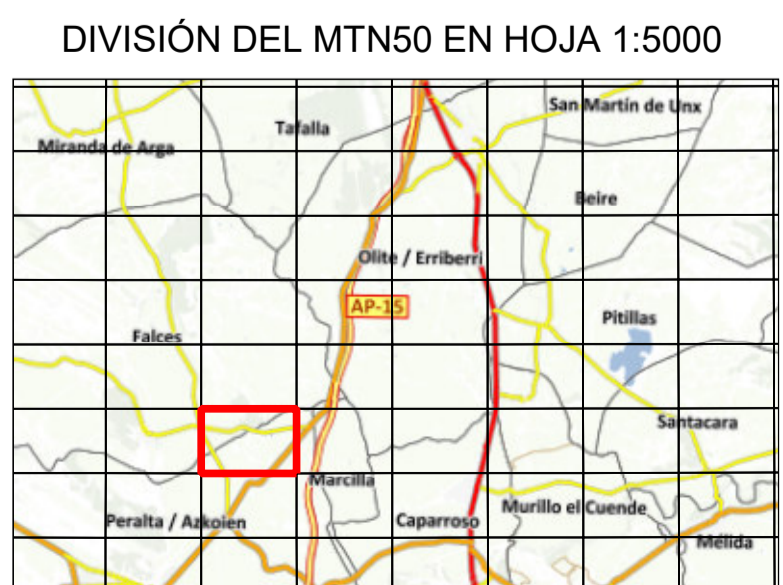 DIVISIÓN DEL MTN50 EN HOJA 1:5000
San Martín de Unx
Tafalla
Miranda de Arga
Beire
Olite / Erriberri
AP-15
Pitillas
Falces
Santacara
Marcilla
Murillo el Cuende
Peralta / Azkoien
Caparroso
Mélida